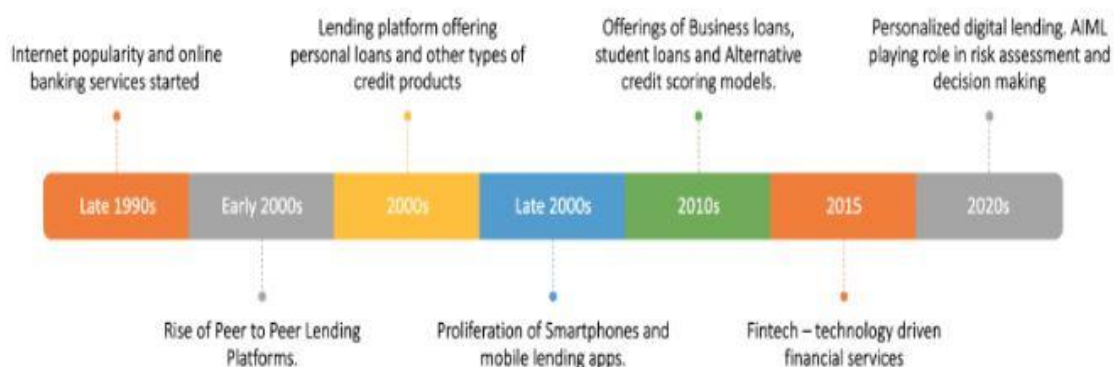 Internet popularity and online
banking services started
Lending platform offering
personal loans and other types of
credit products
Offerings of Business loans,
student loans and Alternative
credit scoring models.
Personalized digital lending. AIML
playing role in risk assessment and
decision making
Late 1990s
Early 2000s
2000s
Late 2000s
2010s
2015
2020s
Rise of Peer to Peer Lending
Platforms.
Proliferation of Smartphones and
mobile lending apps.
Fintech – technology driven
financial services